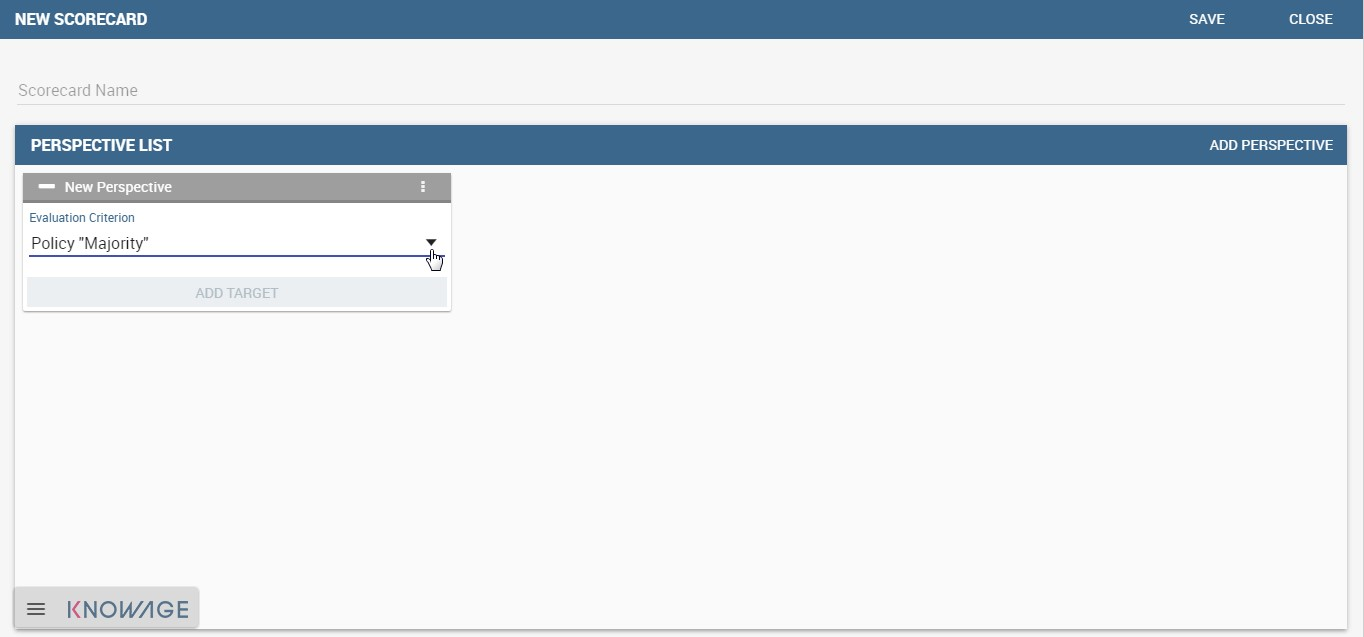 NEW SCORECARD SAVE CLOSE
Scorecard Name
PERSPECTIVE LIST ADD PERSPECTIVE
New Perspective
Evaluation Criterion
Policy "Majority"
ADD TARGET
KNOWAGE